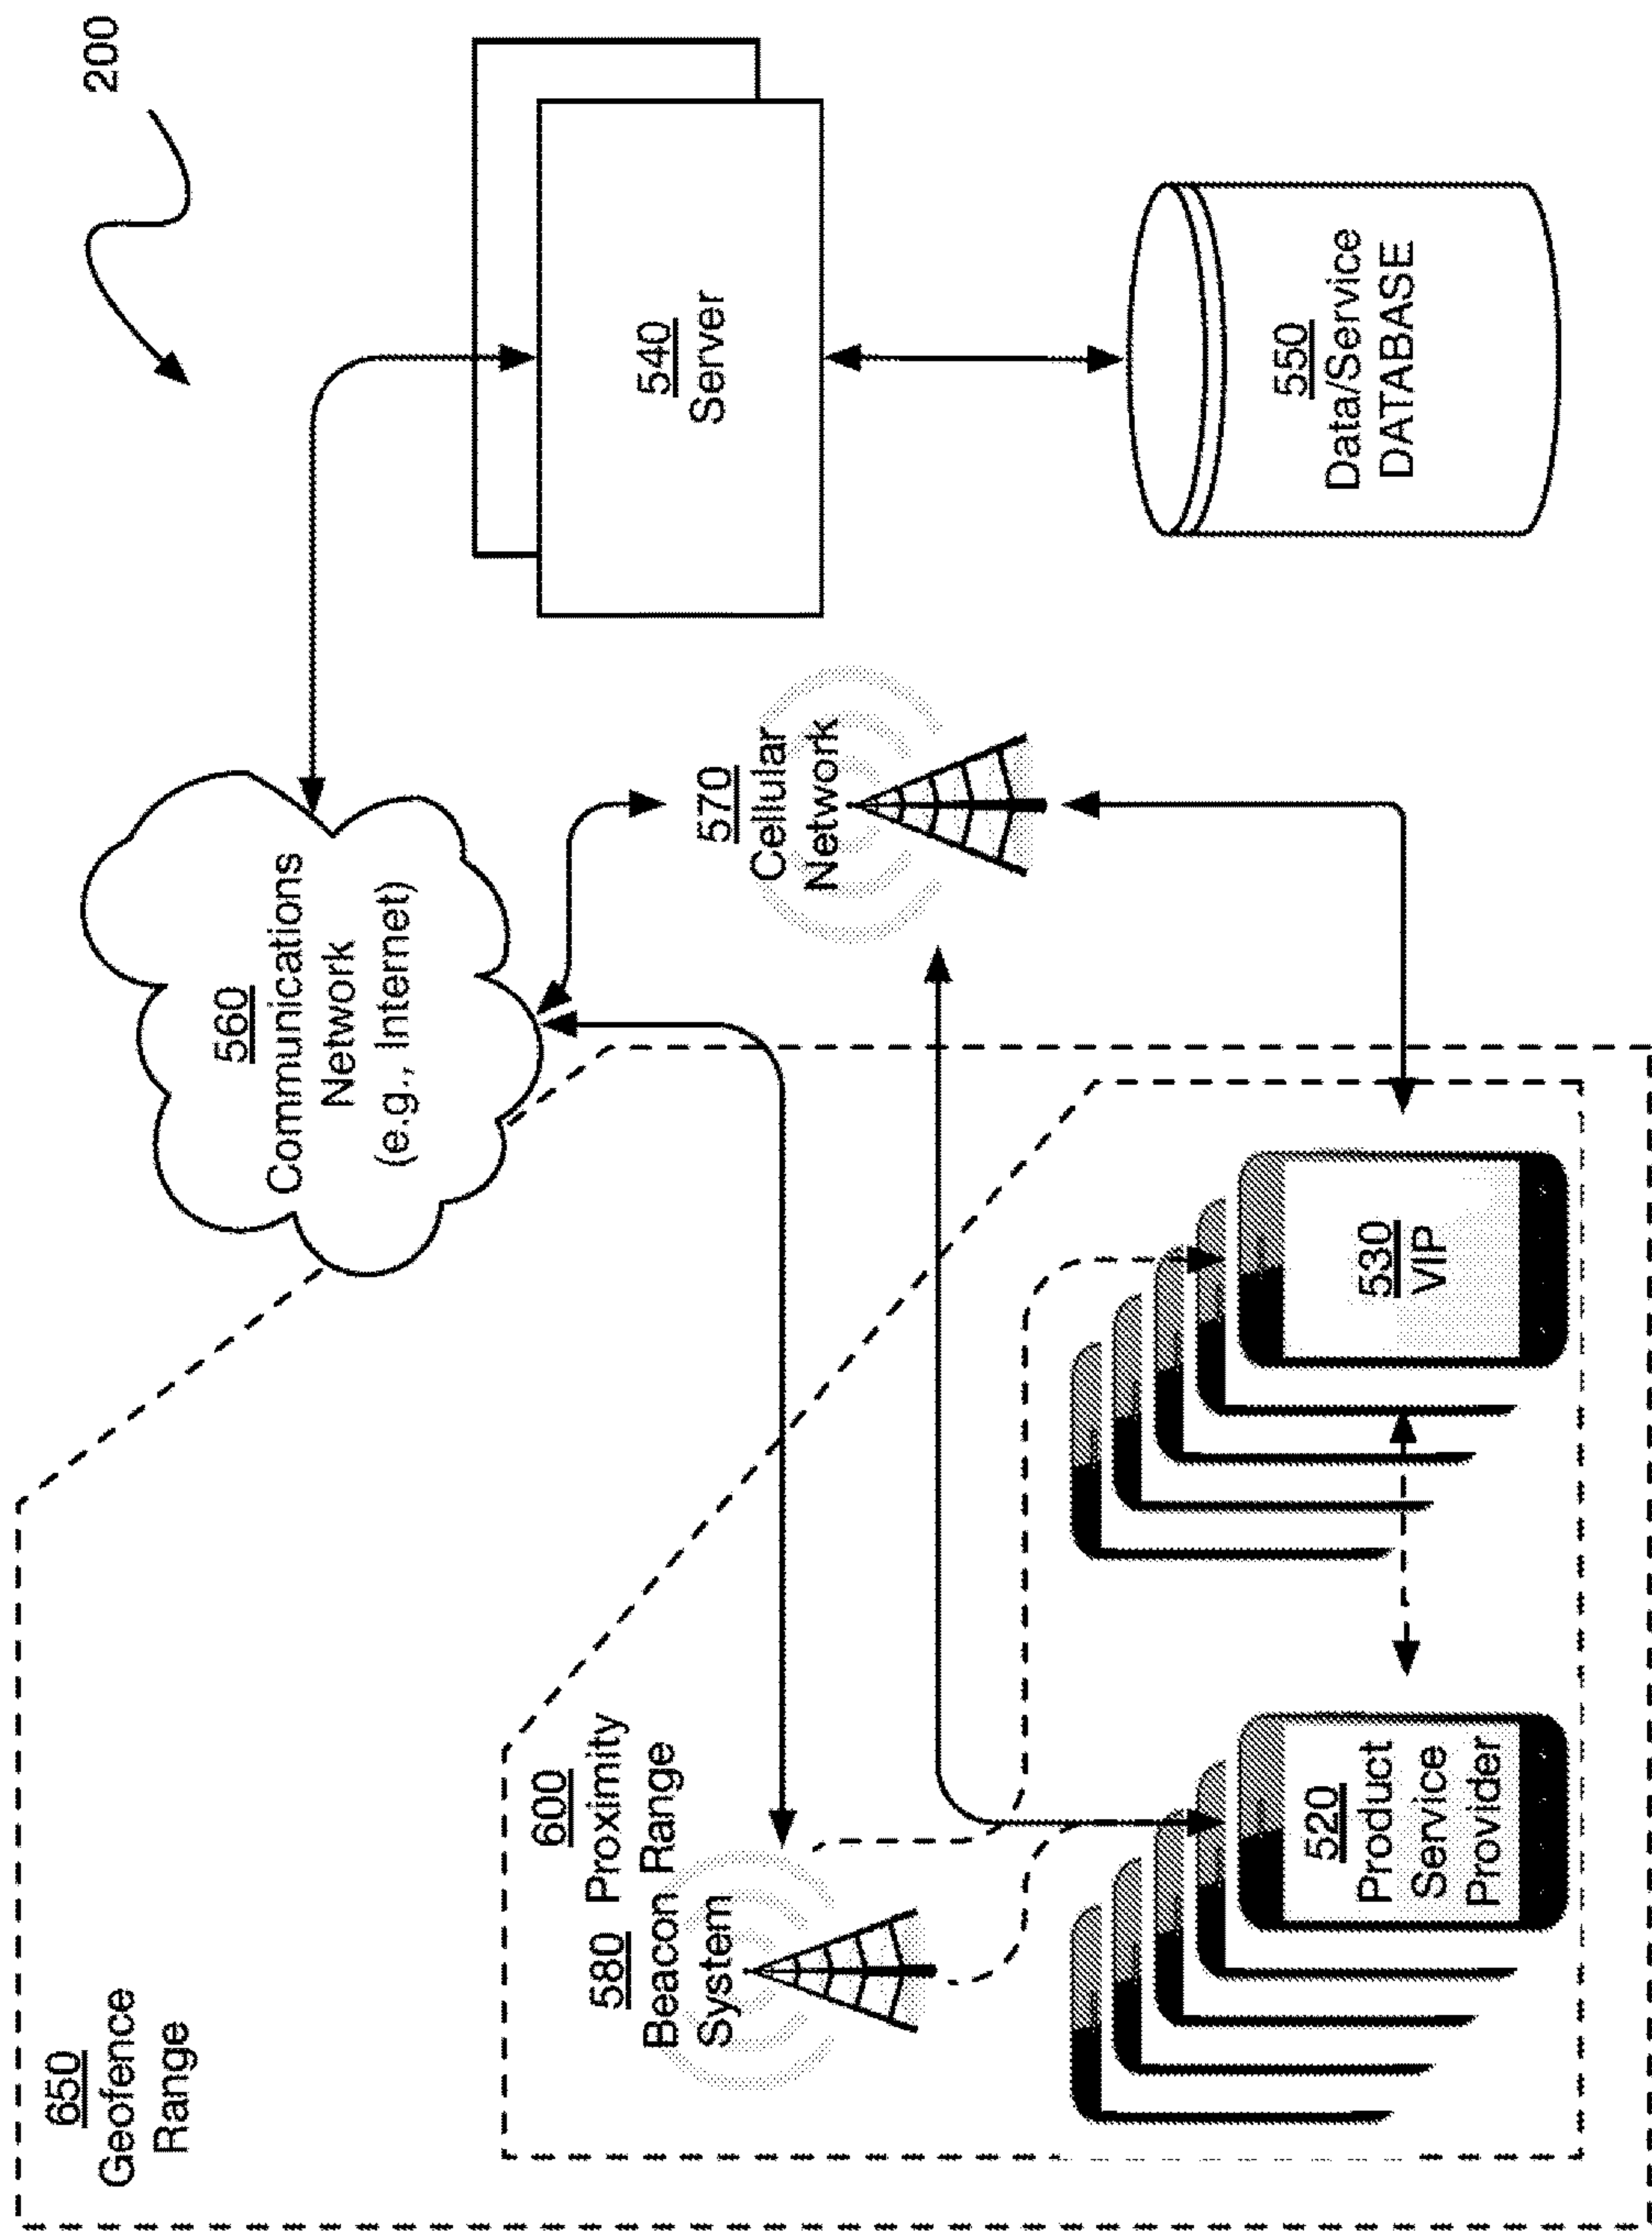 200
650
Geofence
Range
560
Communications
Network
(e.g., Internet)
540
Server
600
Proximity
Range
580
Beacon
System
570
Cellular
Network
520
Product
Service
Provider
530
VIP
550
Data/Service
DATABASE